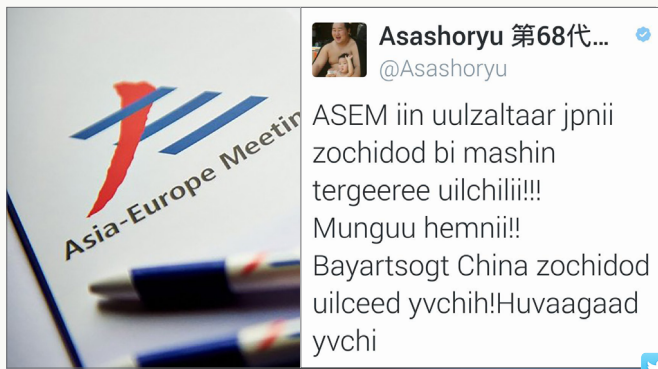 Asia-Europe Meetin
Asashoryu 第68代...
@Asashoryu
ASEM iin uulzaltaar jpnii
zochidod bi mashin
tergeeree uilchilii!!!
Munguu hemnii!!
Bayartsogt China zochidod
uilceed yvchih!Huvaagaad
yvchi